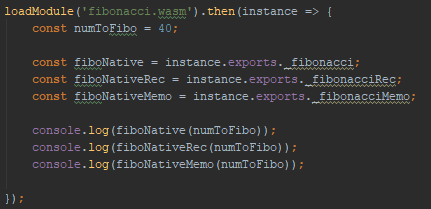 loadModule('fibonacci.wasm').then(instance => {
const numToFibo = 40;
const fiboNative = instance.exports._fibonacci;
const fiboNativeRec = instance.exports._fibonacciRec;
const fiboNativeMemo = instance.exports._fibonacciMemo;
console.log(fiboNative(numToFibo));
console.log(fiboNativeRec(numToFibo));
console.log(fiboNativeMemo(numToFibo));
});